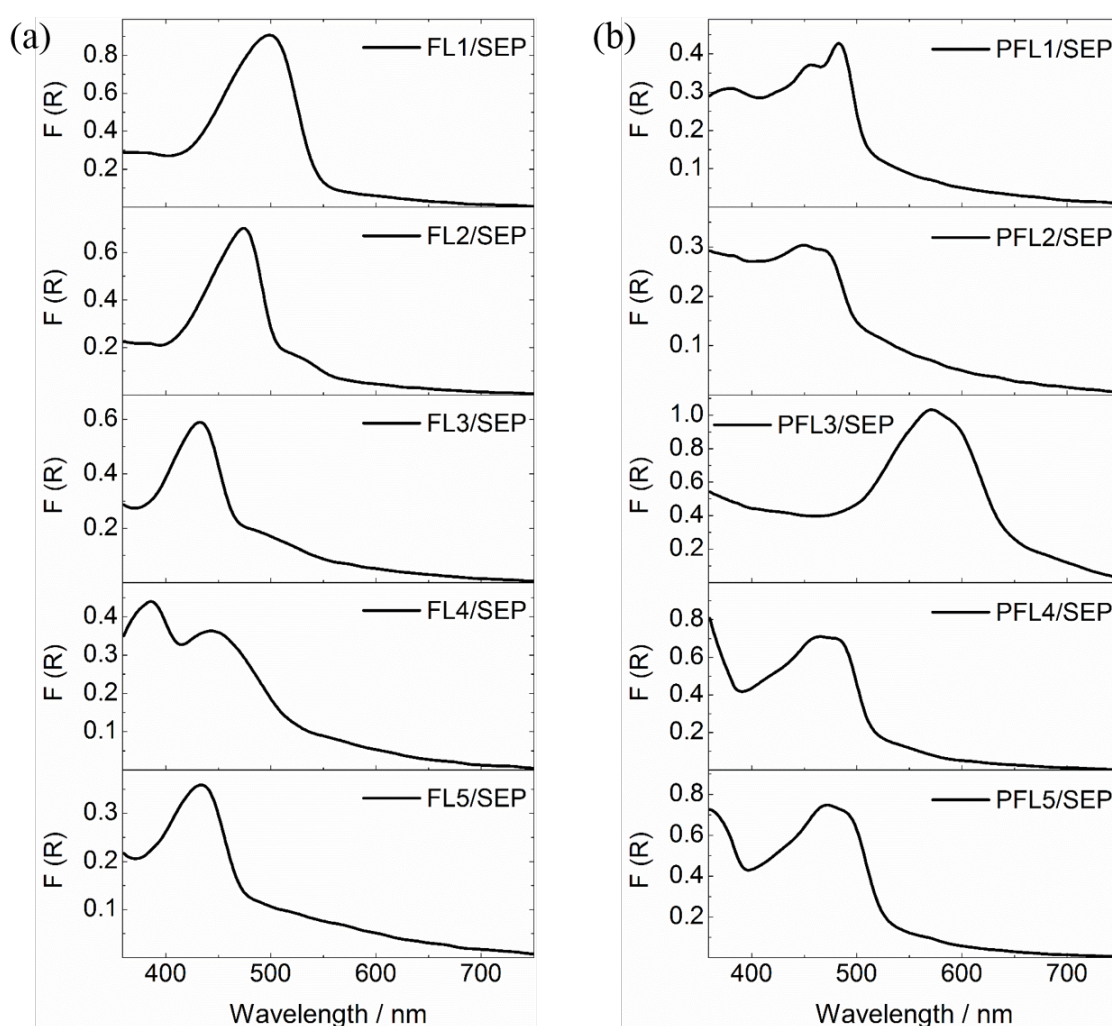 (a)
FL1/SEP
F (R)
0.8
0.6
0.4
0.2
FL2/SEP
F (R)
0.6
0.4
0.2
FL3/SEP
F (R)
0.6
0.4
0.2
FL4/SEP
F (R)
0.4
0.3
0.2
0.1
FL5/SEP
F (R)
0.3
0.2
0.1
400 500 600 700
Wavelength / nm
(b)
PFL1/SEP
F (R)
0.4
0.3
0.2
0.1
PFL2/SEP
F (R)
0.3
0.2
0.1
PFL3/SEP
F (R)
1.0
0.8
0.6
0.4
0.2
PFL4/SEP
F (R)
0.8
0.6
0.4
0.2
PFL5/SEP
F (R)
0.8
0.6
0.4
0.2
400 500 600 700
Wavelength / nm